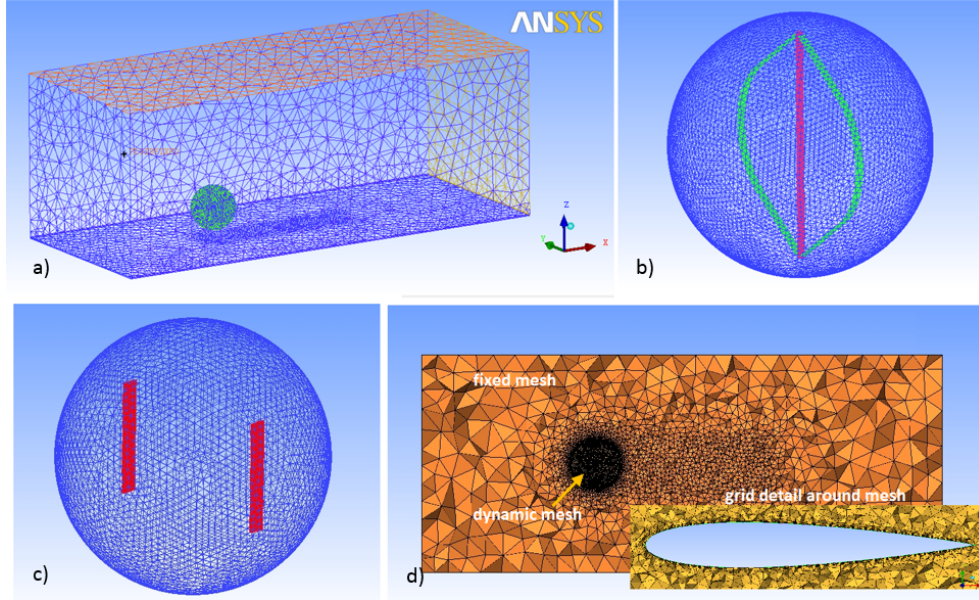 ANSYS
Z
Y
X
a)
b)
fixed mesh
grid detail around mesh
dynamic mesh
c)
d)